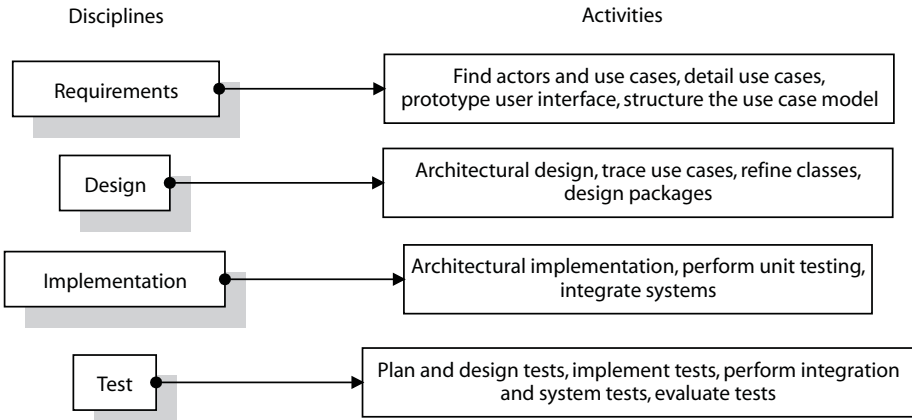 Disciplines
Activities
Requirements
Find actors and use cases, detail use cases,
prototype user interface, structure the use case model
Design
Architectural design, trace use cases, refine classes,
design packages
Implementation
Architectural implementation, perform unit testing,
integrate systems
Test
Plan and design tests, implement tests, perform integration
and system tests, evaluate tests